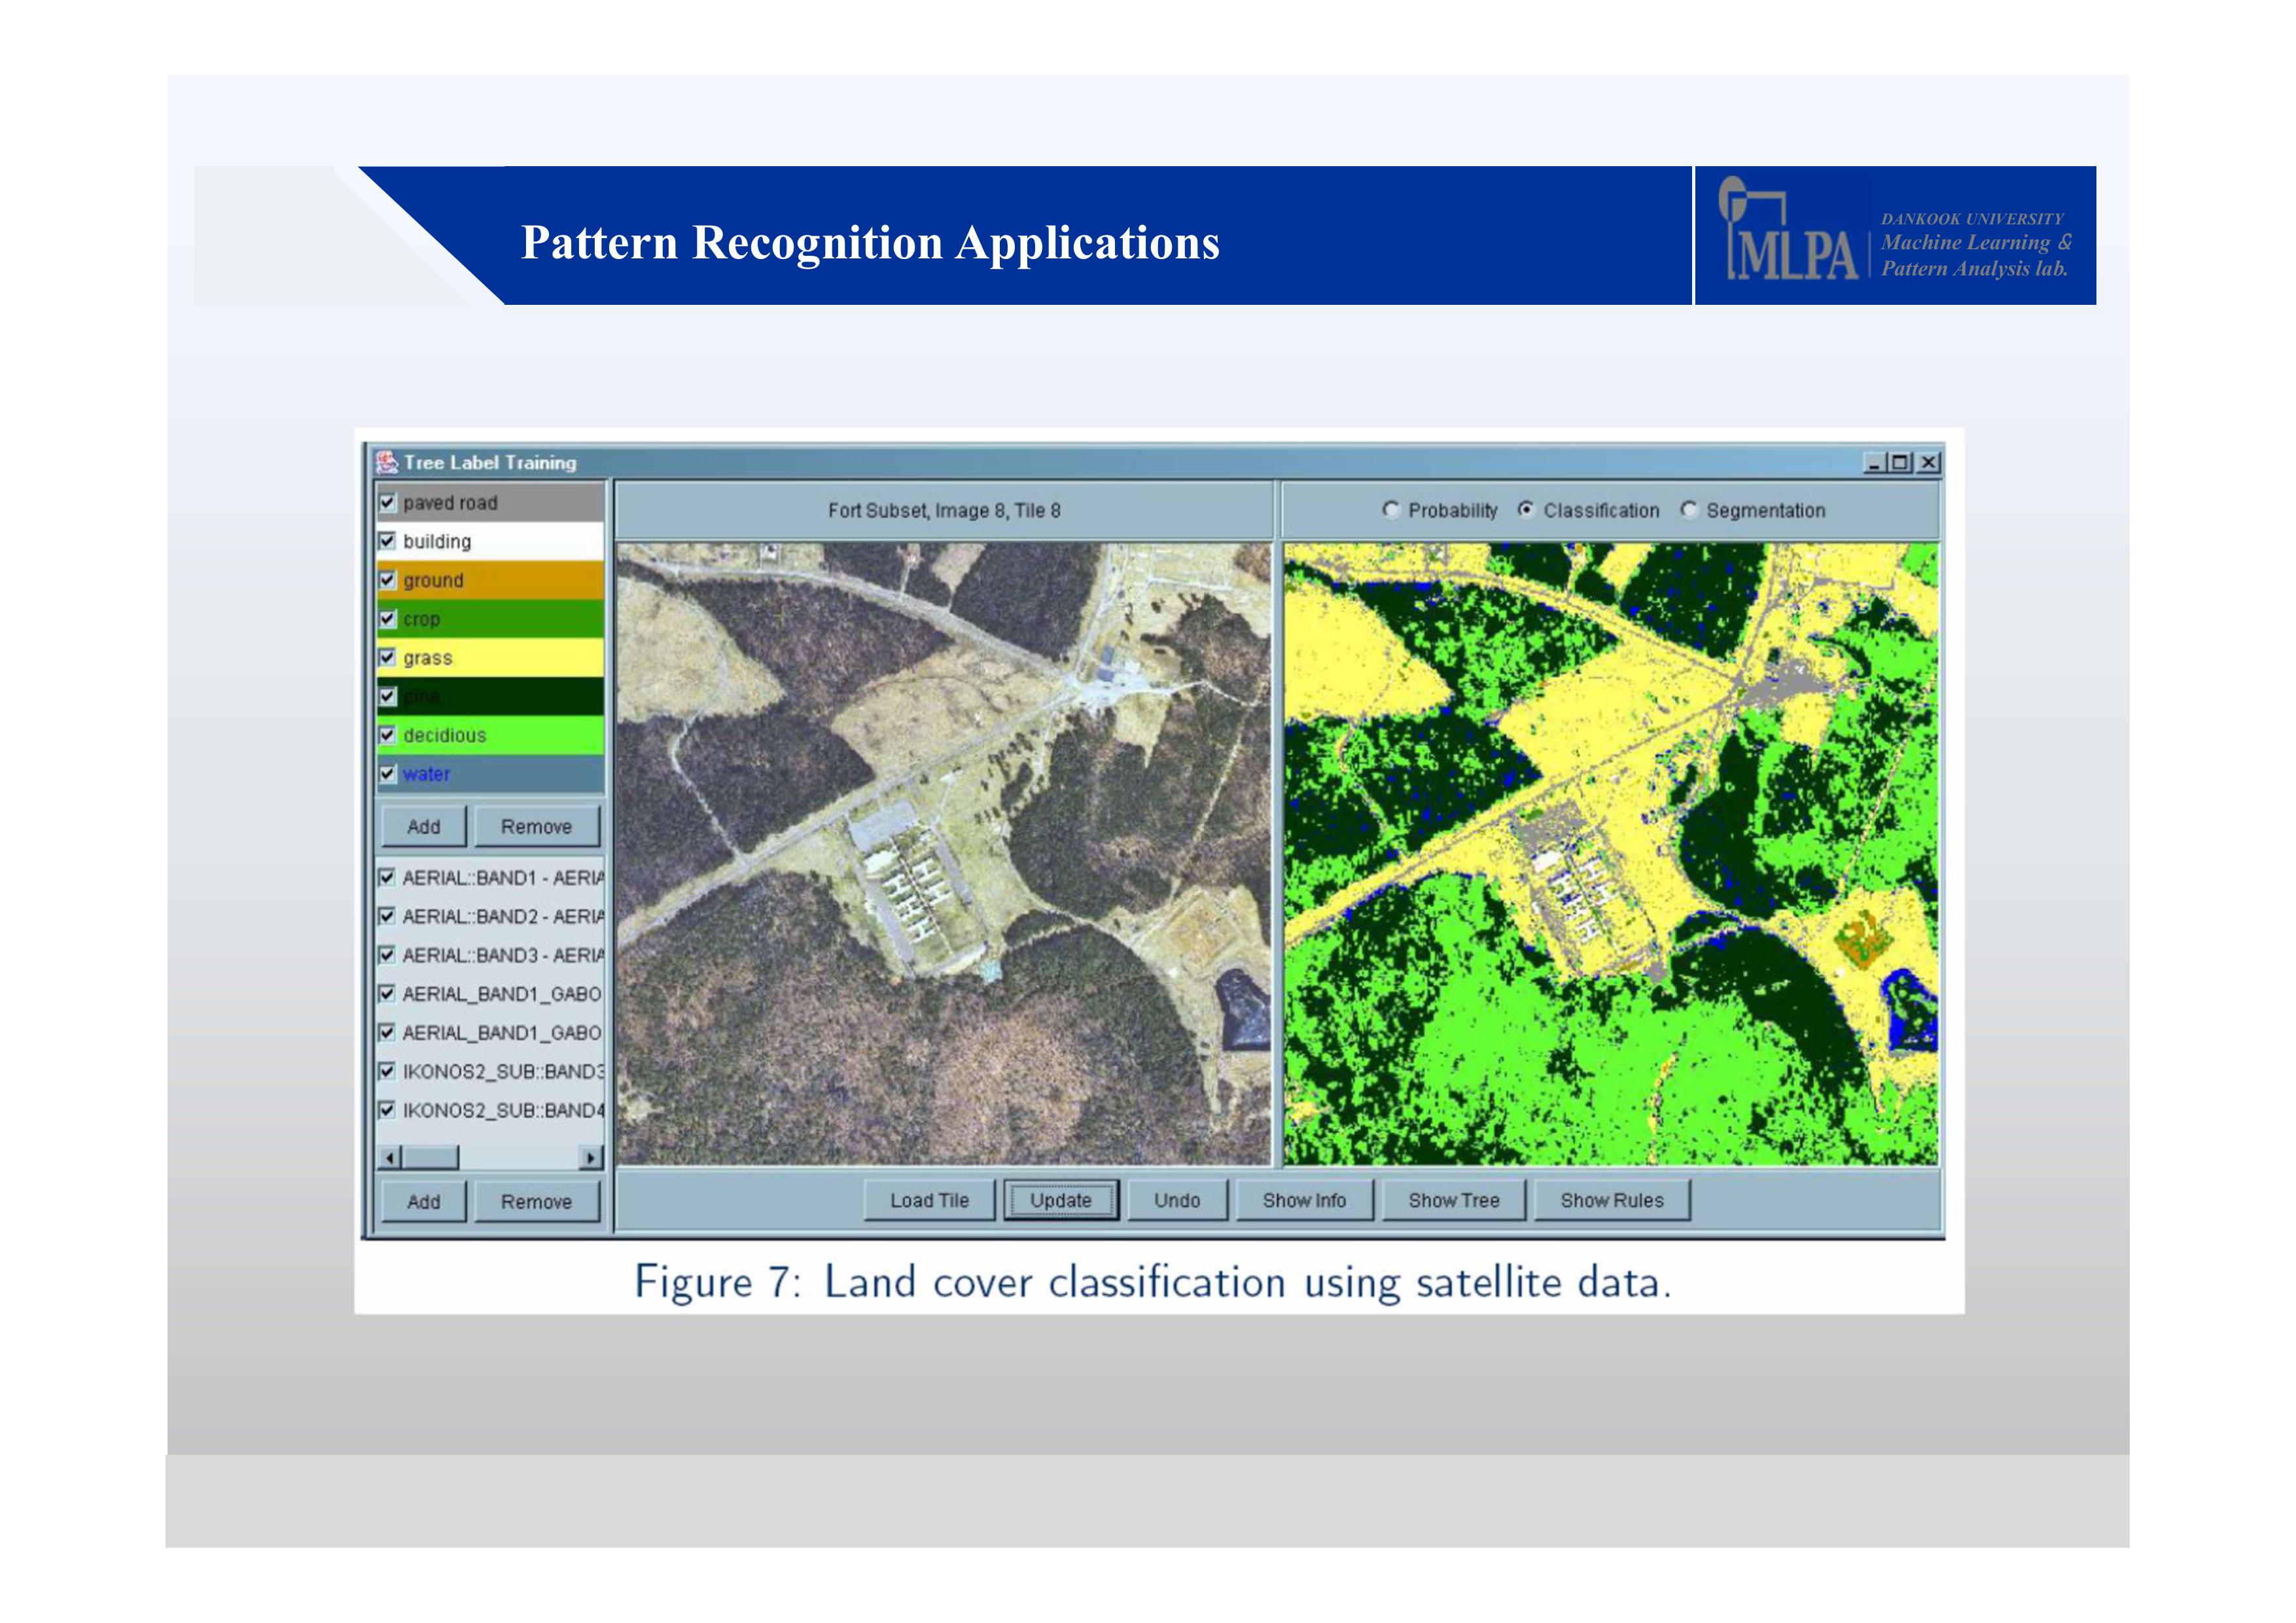 Pattern Recognition Applications
MLPA
DANKOOK UNIVERSITY
Machine Learning &
Pattern Analysis lab.
Tree Label Training
paved road
building
ground
crop
grass
pine
decidious
water
Add Remove
AERIAL::BAND1 - AERIA
AERIAL::BAND2 - AERIA
AERIAL::BAND3 - AERIA
AERIAL_BAND1_GABO
AERIAL_BAND1_GABO
IKONOS2_SUB::BAND3
IKONOS2_SUB::BAND4
Add Remove
Fort Subset, Image 8, Tile 8
Probability Classification Segmentation
Load Tile Update Undo Show Info Show Tree Show Rules
Figure 7: Land cover classification using satellite data.